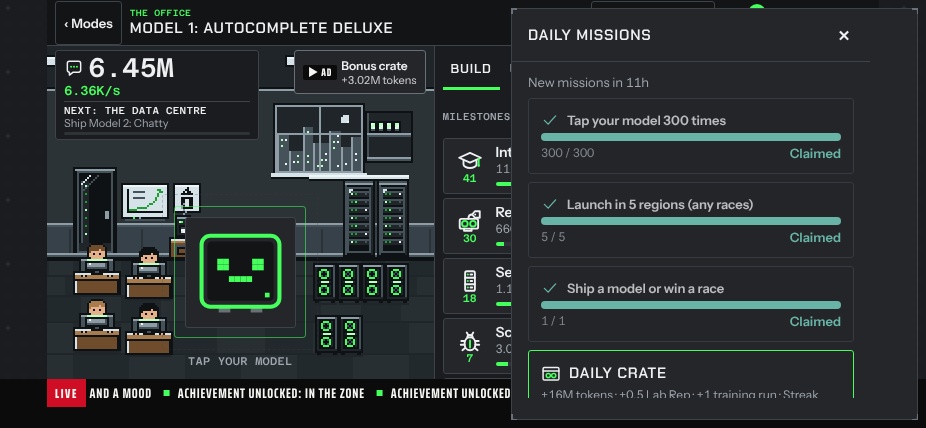 ‹ Modes
THE OFFICE
MODEL 1: AUTOCOMPLETE DELUXE
6.45M
6.36K/s
NEXT: THE DATA CENTRE
Ship Model 2: Chatty
AD
Bonus crate
+3.02M tokens
TAP YOUR MODEL
BUILD
MILESTONES
41
30
18
7
LIVE
AND A MOOD
ACHIEVEMENT UNLOCKED: IN THE ZONE
ACHIEVEMENT UNLOCKED
DAILY MISSIONS
×
New missions in 11h
Tap your model 300 times
300 / 300
Claimed
Launch in 5 regions (any races)
5 / 5
Claimed
Ship a model or win a race
1 / 1
Claimed
DAILY CRATE
+16M tokens · +0.5 Lab Rep · +1 training run · Streak